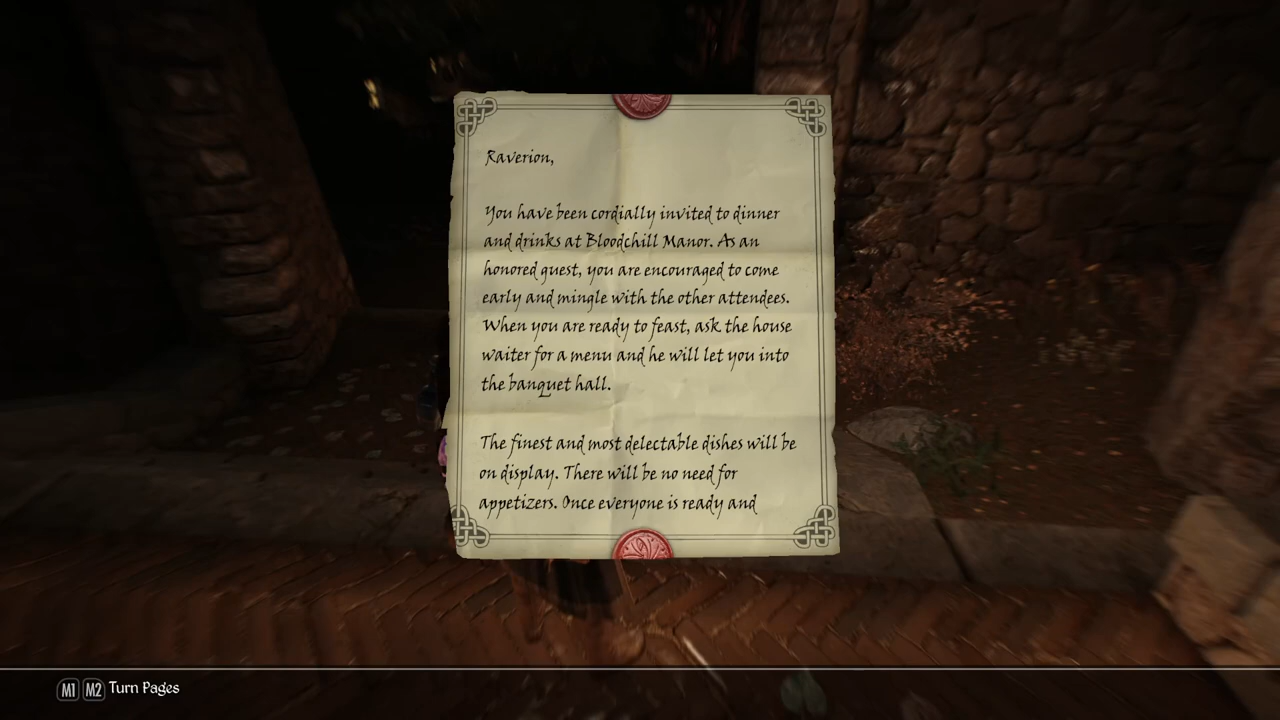 Raverion,
You have been cordially invited to dinner
and drinks at Bloodchill Manor. As an
honored guest, you are encouraged to come
early and mingle with the other attendees.
When you are ready to feast, ask the house
waiter for a menu and he will let you into
the banquet hall.
The finest and most delectable dishes will be
on display. There will be no need for
appetizers. Once everyone is ready and
M1 M2 Turn Pages